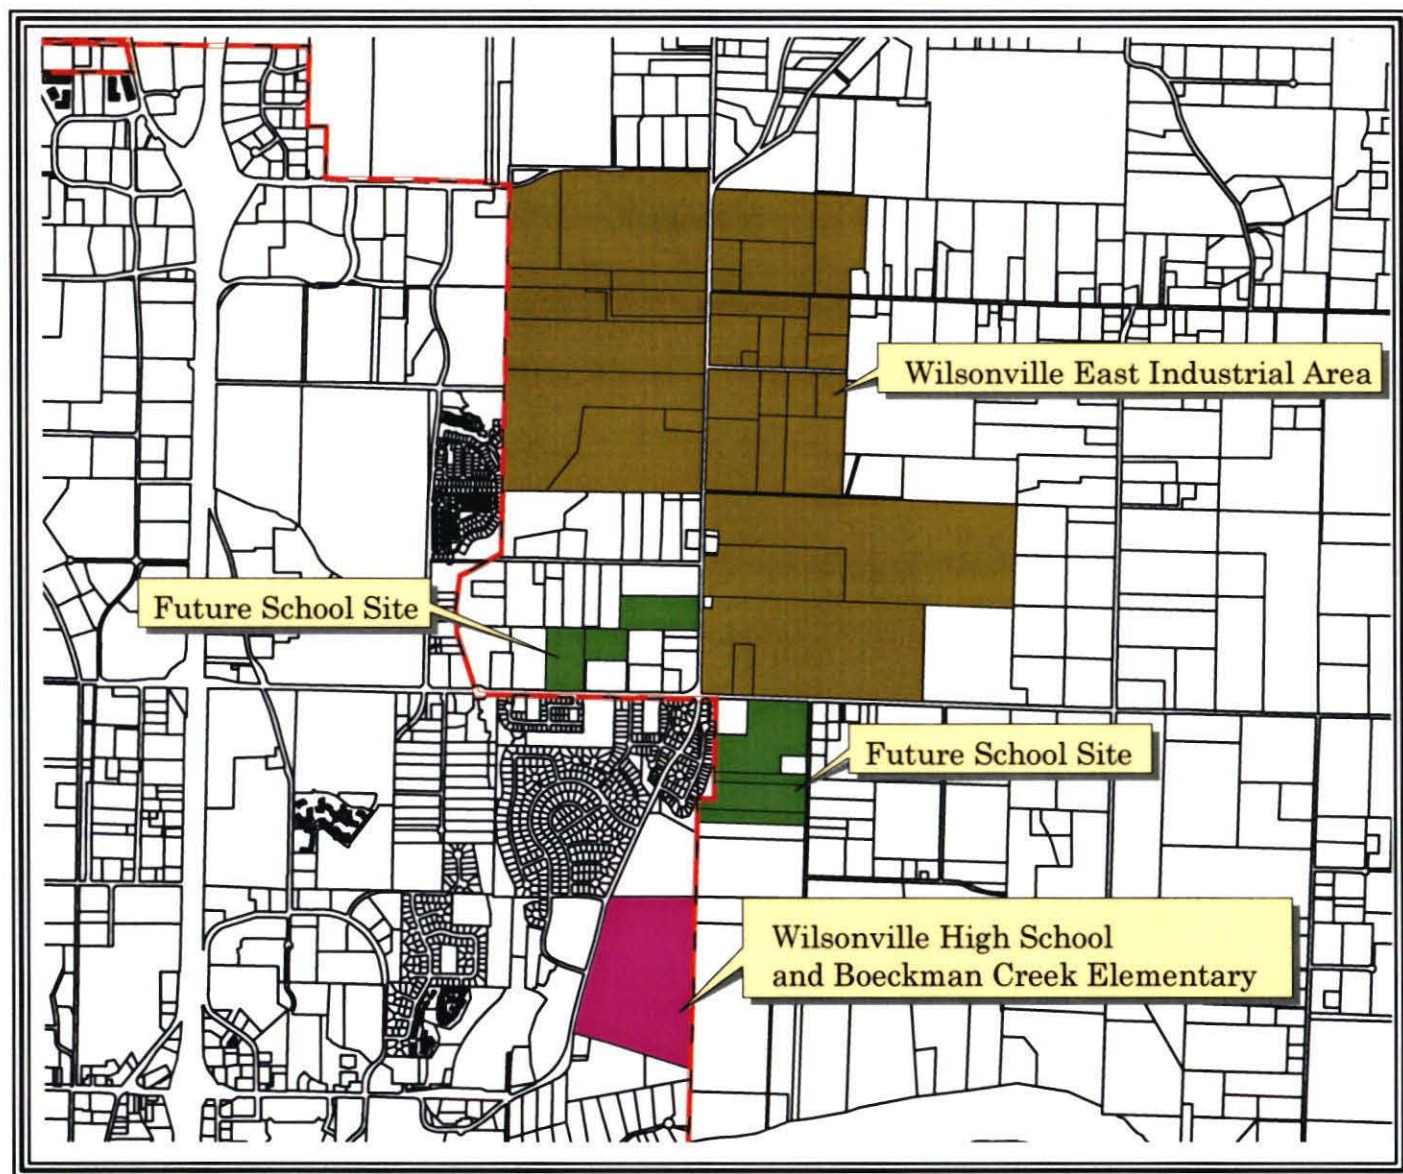 Wilsonville East Industrial Area
Future School Site
Future School Site
Wilsonville High School
and Boeckman Creek Elementary